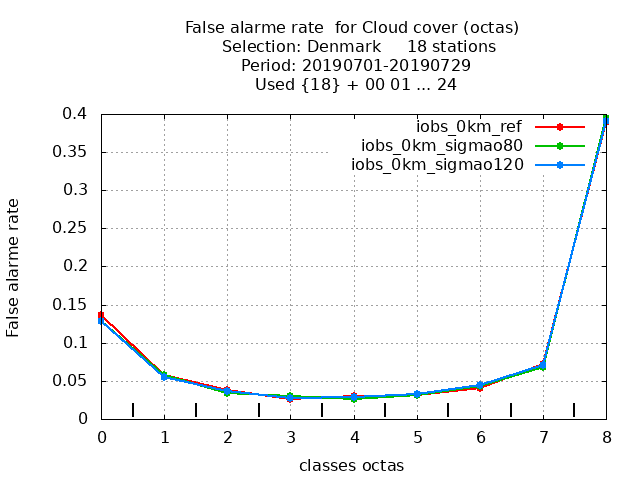 False alarme rate  for Cloud cover (octas)
Selection: Denmark     18 stations
Period: 20190701-20190729
Used {18} + 00 01 ... 24
iobs_0km_ref
iobs_0km_sigmao80
iobs_0km_sigmao120
False alarme rate
0.4
0.35
0.3
0.25
0.2
0.15
0.1
0.05
0
0 1 2 3 4 5 6 7 8
classes octas